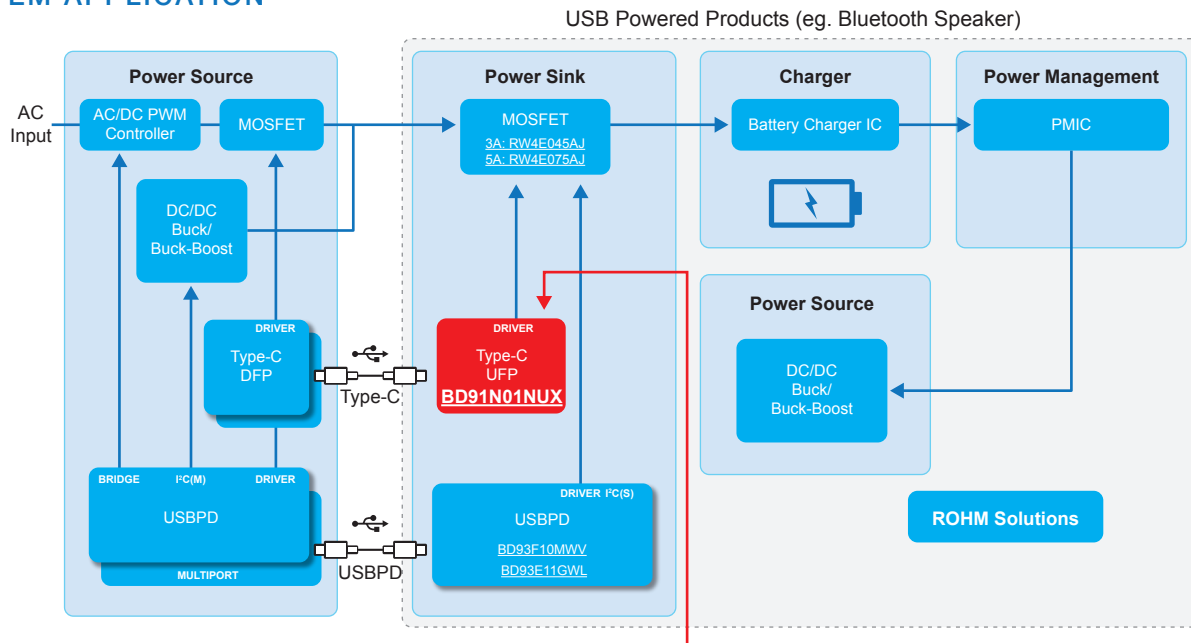 EM APPLICATION
USB Powered Products (eg. Bluetooth Speaker)
Power Source
AC
Input
AC/DC PWM
Controller
MOSFET
DC/DC
Buck/
Buck-Boost
DRIVER
Type-C
DFP
BRIDGE
I²C(M)
DRIVER
USBPD
MULTIPORT
Type-C
USBPD
Power Sink
MOSFET
3A: RW4E045AJ
5A: RW4E075AJ
DRIVER
Type-C
UFP
BD91N01NUX
DRIVER I²C(S)
USBPD
BD93F10MWV
BD93E11GWL
Charger
Battery Charger IC
Power Management
PMIC
Power Source
DC/DC
Buck/
Buck-Boost
ROHM Solutions